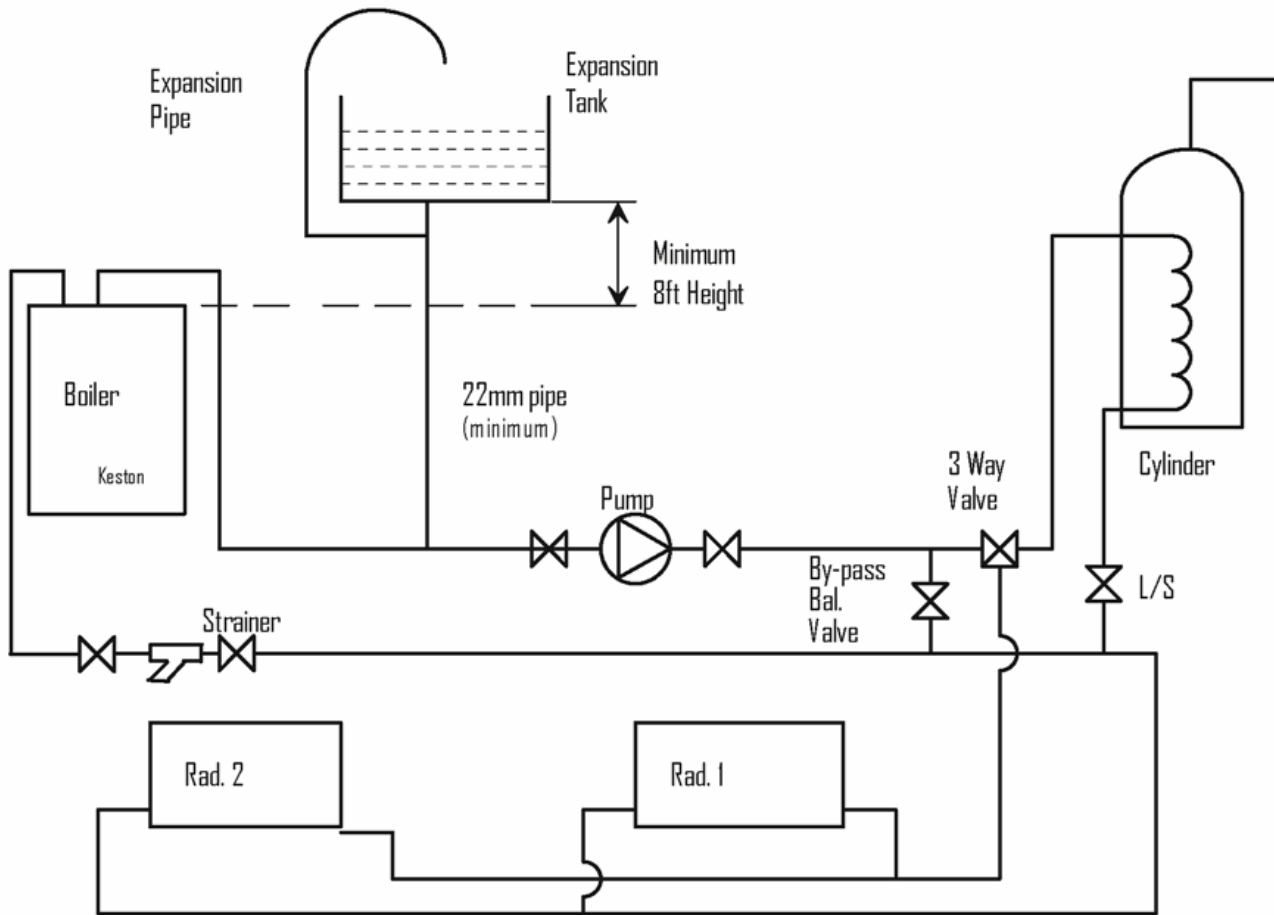 Expansion
Pipe
Expansion
Tank
Minimum
8ft Height
Boiler
Keston
22mm pipe
(minimum)
Pump
3 Way
Valve
Cylinder
By-pass
Bal.
Valve
L/S
Strainer
Rad. 2
Rad. 1